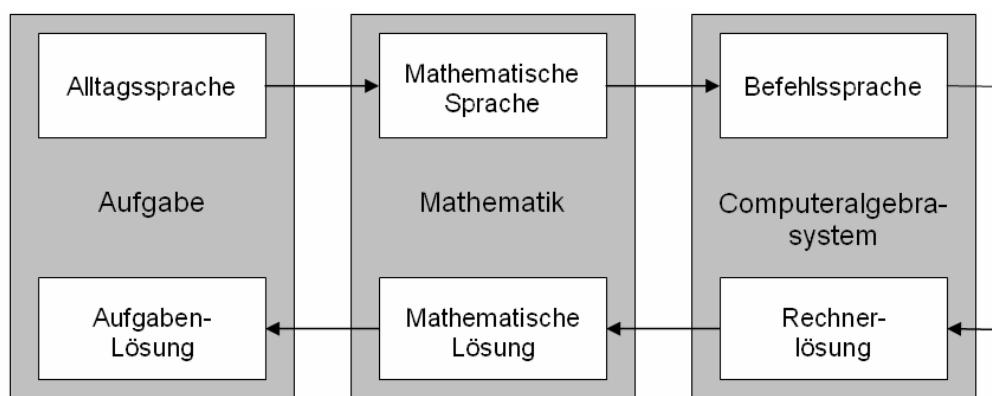 Alltagssprache
Mathematische
Sprache
Befehlssprache
Aufgabe
Mathematik
Computeralgebra-
system
Aufgaben-
Lösung
Mathematische
Lösung
Rechner-
lösung